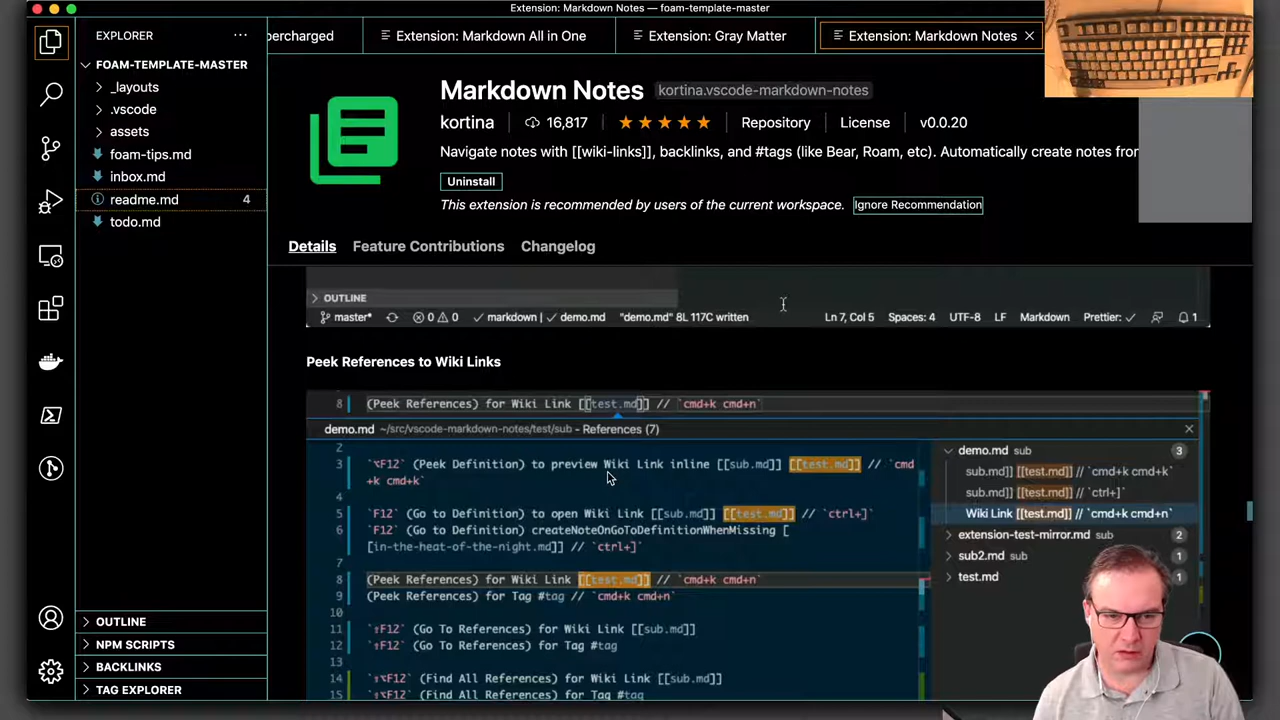 Extension: Markdown Notes — foam-template-master
EXPLORER
percharged
Extension: Markdown All in One
Extension: Gray Matter
Extension: Markdown Notes
FOAM-TEMPLATE-MASTER
_layouts
.vscode
assets
foam-tips.md
inbox.md
readme.md 4
todo.md
OUTLINE
NPM SCRIPTS
BACKLINKS
TAG EXPLORER
Markdown Notes kortina.vscode-markdown-notes
kortina 16,817 Repository License v0.0.20
Navigate notes with [[wiki-links]], backlinks, and #tags (like Bear, Roam, etc). Automatically create notes from
Uninstall
This extension is recommended by users of the current workspace. Ignore Recommendation
Details Feature Contributions Changelog
OUTLINE
master* 0 0 markdown | demo.md "demo.md" 8L 117C written Ln 7, Col 5 Spaces: 4 UTF-8 LF Markdown Prettier: 1
Peek References to Wiki Links
8 (Peek References) for Wiki Link [[test.md]] // `cmd+k cmd+n`
demo.md ~/src/vscode-markdown-notes/test/sub - References (7)
2
3 `⌥F12` (Peek Definition) to preview Wiki Link inline [[sub.md]] [[test.md]] // `cmd
+k cmd+k`
4
5 `F12` (Go to Definition) to open Wiki Link [[sub.md]] [[test.md]] // `ctrl+]`
6 `F12` (Go to Definition) createNoteOnGoToDefinitionWhenMissing [
[in-the-heat-of-the-night.md]] // `ctrl+]`
8 (Peek References) for Wiki Link [[test.md]] // `cmd+k cmd+n`
9 (Peek References) for Tag #tag // `cmd+k cmd+n`
10
11 `⇧F12` (Go To References) for Wiki Link [[sub.md]]
12 `⇧F12` (Go To References) for Tag #tag
13
14 `⇧⌥F12` (Find All References) for Wiki Link [[sub.md]]
15 `⇧⌥F12` (Find All References) for Tag #tag
demo.md sub 3
sub.md]] [[test.md]] // `cmd+k cmd+k`
sub.md]] [[test.md]] // `ctrl+]`
Wiki Link [[test.md]] // `cmd+k cmd+n`
extension-test-mirror.md sub 2
sub2.md sub 1
test.md 1